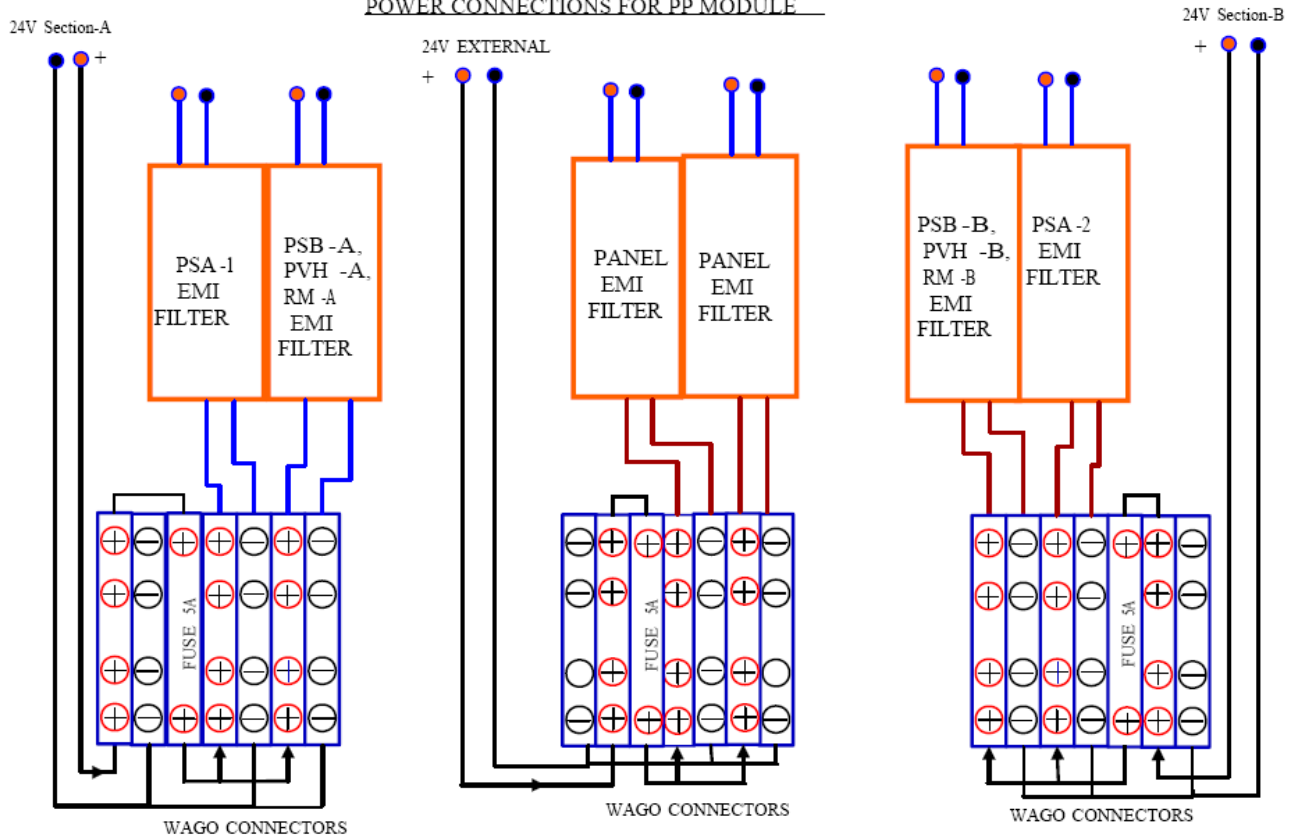 POWER CONNECTIONS FOR PP MODULE
24V Section-A
+
24V EXTERNAL
+
24V Section-B
+
PSA -1
EMI
FILTER
PSB -A,
PVH -A,
RM -A
EMI
FILTER
PANEL
EMI
FILTER
PANEL
EMI
FILTER
PSB -B,
PVH -B,
RM -B
EMI
FILTER
PSA -2
EMI
FILTER
FUSE 5A
FUSE 5A
FUSE 5A
WAGO CONNECTORS
WAGO CONNECTORS
WAGO CONNECTORS